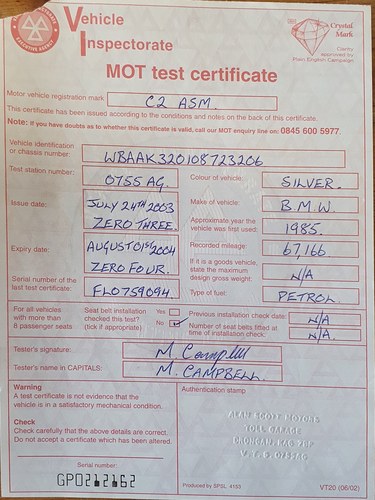 Vehicle
Inspectorate
EXECUTIVE AGENCY
Crystal
Mark
Clarity
approved by
Plain English Campaign
MOT test certificate
Motor vehicle registration mark C2 ASM.
This certificate has been issued according to the conditions and notes on the back of this certificate.
Note: If you have doubts as to whether this certificate is valid, call our MOT enquiry line on: 0845 600 5977.
Vehicle identification
or chassis number: WBAAK320108723206
Test station number: 0755 AG.
Colour of vehicle: SILVER.
Issue date: JULY 24TH 2003
ZERO THREE.
Make of vehicle: B.M.W.
Approximate year the
vehicle was first used: 1985.
Expiry date: AUGUST 01ST 2004
ZERO FOUR.
Recorded mileage: 67,166
If it is a goods vehicle,
state the maximum
design gross weight: N/A
Serial number of the
last test certificate: FL0759094.
Type of fuel: PETROL.
For all vehicles
with more than
8 passenger seats
Seat belt installation
checked this test?
(tick if appropriate)
Yes
No
Previous installation check date: N/A
Number of seat belts fitted at
time of installation check: N/A.
Tester's signature: M. Campbell
Tester's name in CAPITALS: M. CAMPBELL.
Warning
A test certificate is not evidence that the
vehicle is in a satisfactory mechanical condition.
Check
Check carefully that the above details are correct.
Do not accept a certificate which has been altered.
Authentication stamp
ALAN SCOTT MOTORS
Serial number:
GP0212162
Produced by SPSL 4193
VT20 (06/02)